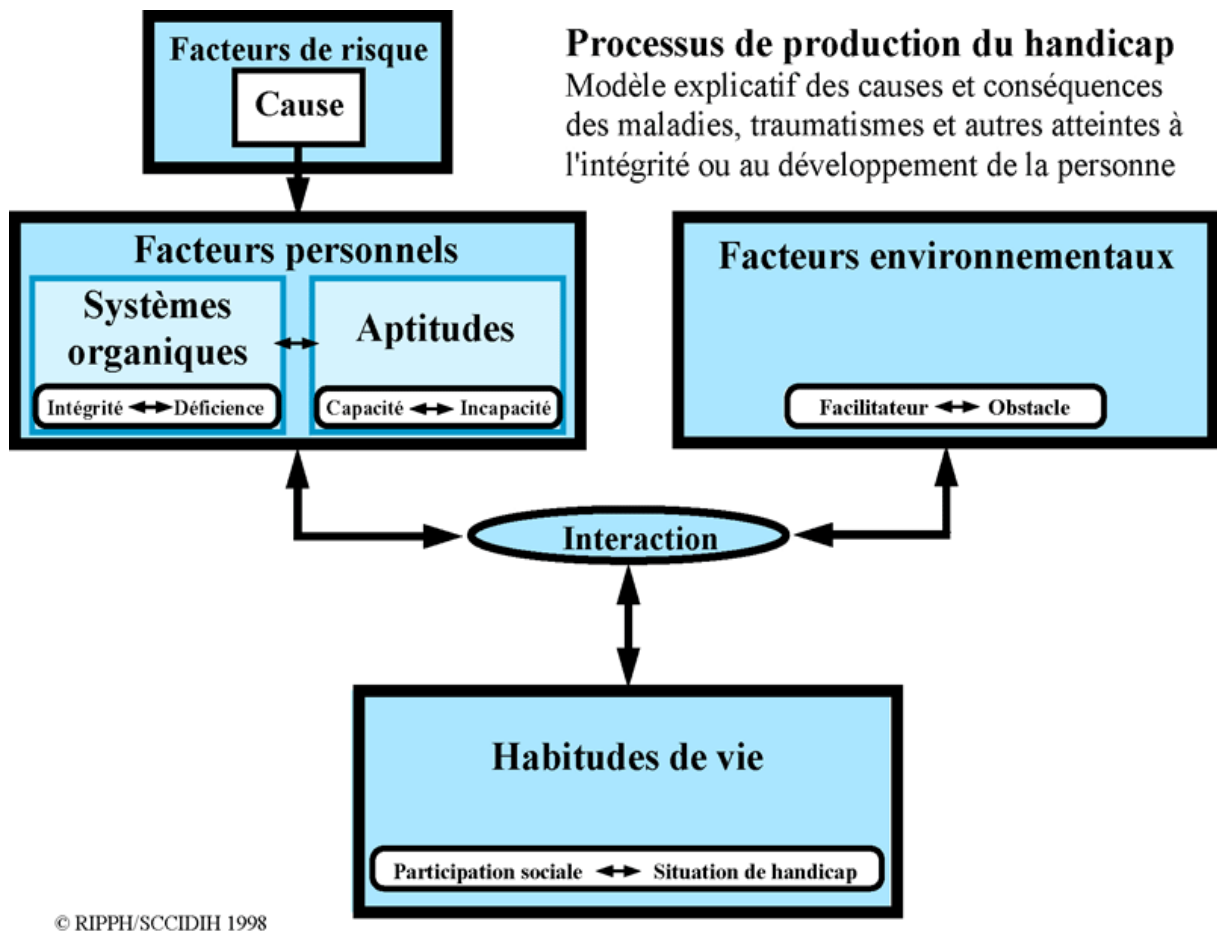 Facteurs de risque
Cause
Processus de production du handicap
Modèle explicatif des causes et conséquences
des maladies, traumatismes et autres atteintes à
l'intégrité ou au développement de la personne
Facteurs personnels
Systèmes
organiques
Intégrité Déficience
Aptitudes
Capacité Incapacité
Facteurs environnementaux
Facilitateur Obstacle
Interaction
Habitudes de vie
Participation sociale Situation de handicap
© RIPPH/SCCIDIH 1998